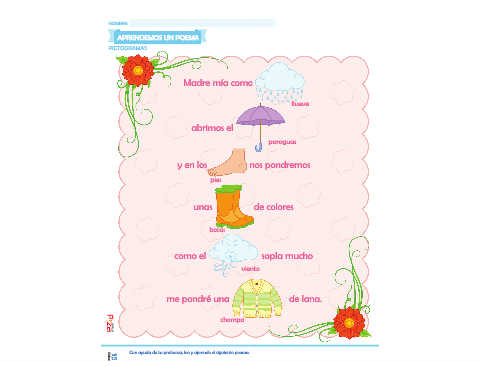 NOMBRE:
APRENDEMOS UN POEMA
PICTOGRAMAS
Madre mía como
llueve
abrimos el
paraguas
y en los nos pondremos
pies
unas de colores
botas
como el sopla mucho
viento
me pondré una de lana.
chompa
Con ayuda de la profesora, lee y aprende el siguiente poema.